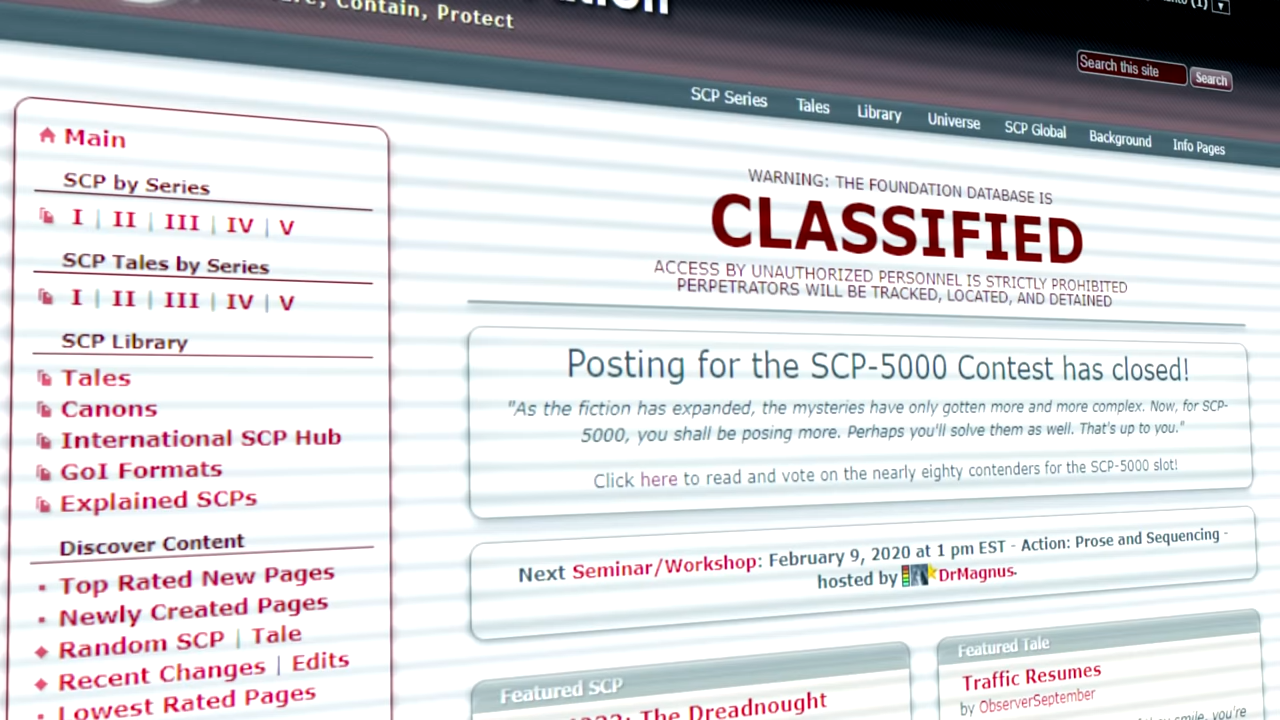 Contain, Protect
(1)
Search this site
Search
SCP Series
Tales
Library
Universe
SCP Global
Background
Info Pages
Main
SCP by Series
I | II | III | IV | V
SCP Tales by Series
I | II | III | IV | V
SCP Library
Tales
Canons
International SCP Hub
GoI Formats
Explained SCPs
Discover Content
Top Rated New Pages
Newly Created Pages
Random SCP | Tale
Recent Changes | Edits
Lowest Rated Pages
WARNING: THE FOUNDATION DATABASE IS
CLASSIFIED
ACCESS BY UNAUTHORIZED PERSONNEL IS STRICTLY PROHIBITED
PERPETRATORS WILL BE TRACKED, LOCATED, AND DETAINED
Posting for the SCP-5000 Contest has closed!
"As the fiction has expanded, the mysteries have only gotten more and more complex. Now, for SCP-
5000, you shall be posing more. Perhaps you'll solve them as well. That's up to you."
Click here to read and vote on the nearly eighty contenders for the SCP-5000 slot!
Next Seminar/Workshop: February 9, 2020 at 1 pm EST - Action: Prose and Sequencing -
hosted by DrMagnus.
Featured SCP
The Dreadnought
Featured Tale
Traffic Resumes
by ObserverSeptember
smile, you're